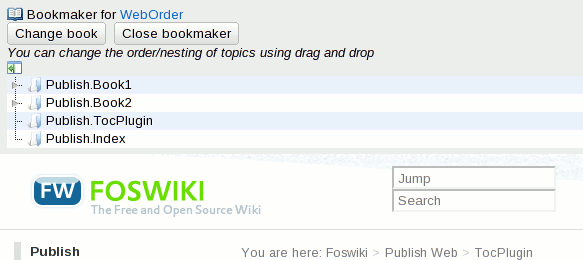 Bookmaker for WebOrder
Change book Close bookmaker
You can change the order/nesting of topics using drag and drop
Publish.Book1
Publish.Book2
Publish.TocPlugin
Publish.Index
FW FOSWIKI
The Free and Open Source Wiki
Jump
Search
Publish
You are here: Foswiki > Publish Web > TocPlugin